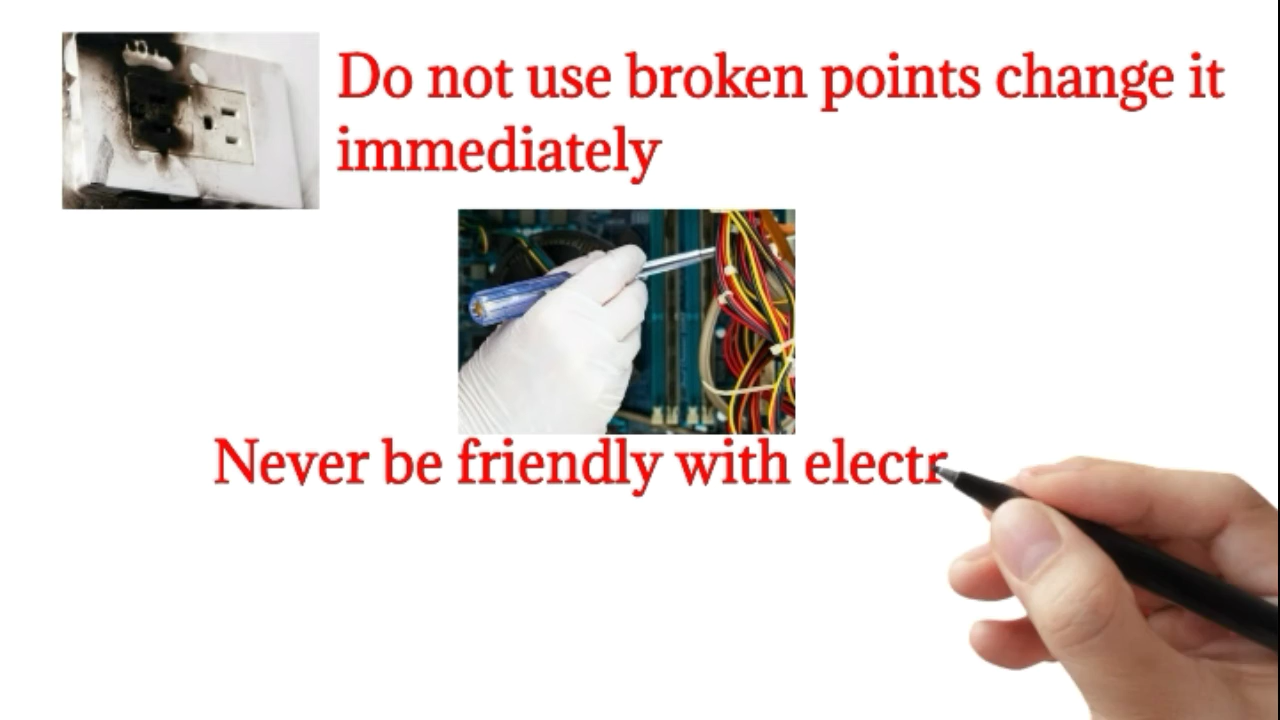 Do not use broken points change it
immediately
Never be friendly with electr